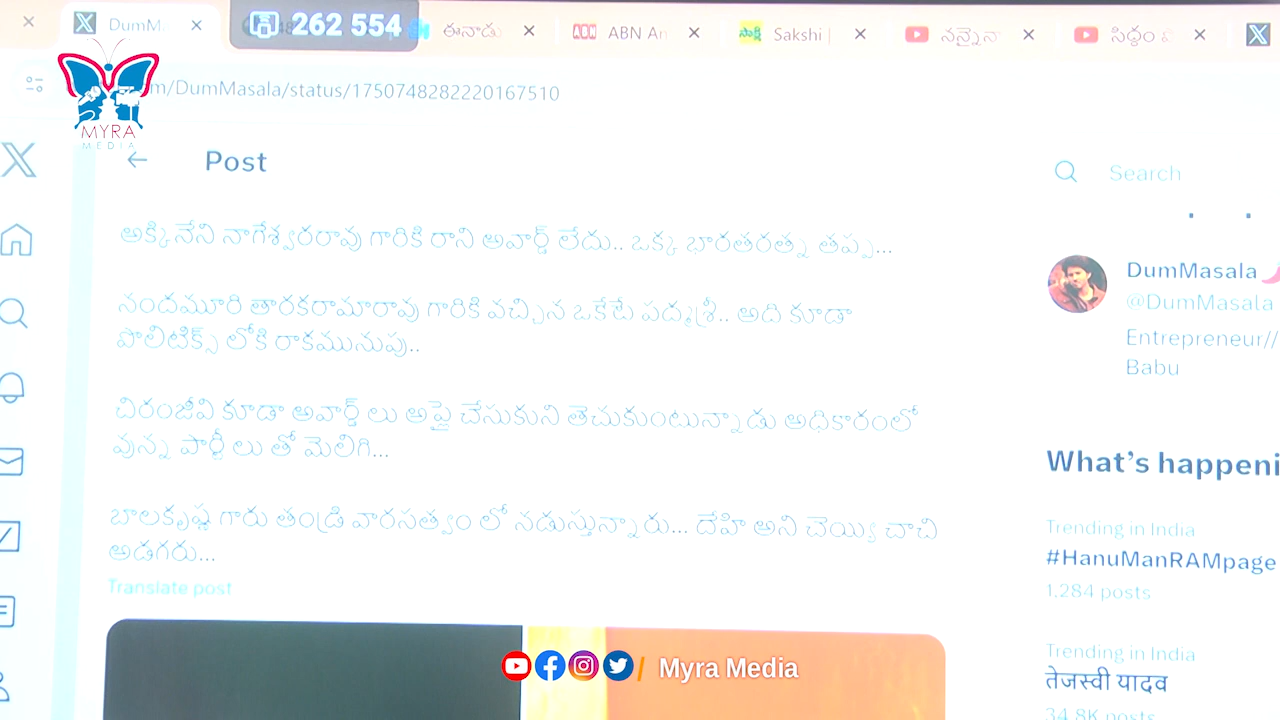 DumM
262 554
ఈనాడు
ABN An
Sakshi |
నన్నైనా
సిద్ధం
m/DumMasala/status/1750748282220167510
MYRA
MEDIA
Post
Search
అక్కినేని నాగేశ్వరరావు గారికి రాని అవార్డ్ లేదు.. ఒక్క భారతరత్న తప్ప...
నందమూరి తారకరామారావు గారికి వచ్చిన ఒకేటే పద్మశ్రీ.. అది కూడా
పొలిటిక్స్ లోకి రాకమునుపు..
చిరంజీవి కూడా అవార్డ్ లు అప్లై చేసుకుని తెచుకుంటున్నాడు అధికారంలో
వున్న పార్టీ లు తో మెలిగి...
బాలకృష్ణ గారు తండ్రి వారసత్వం లో నడుస్తున్నారు... దేహి అని చెయ్యి చాచి
అడగరు...
Translate post
DumMasala
@DumMasala
Entrepreneur//
Babu
What's happeni
Trending in India
#HanuManRAMpage
1,284 posts
Trending in India
तेजस्वी यादव
34.8K posts
Myra Media